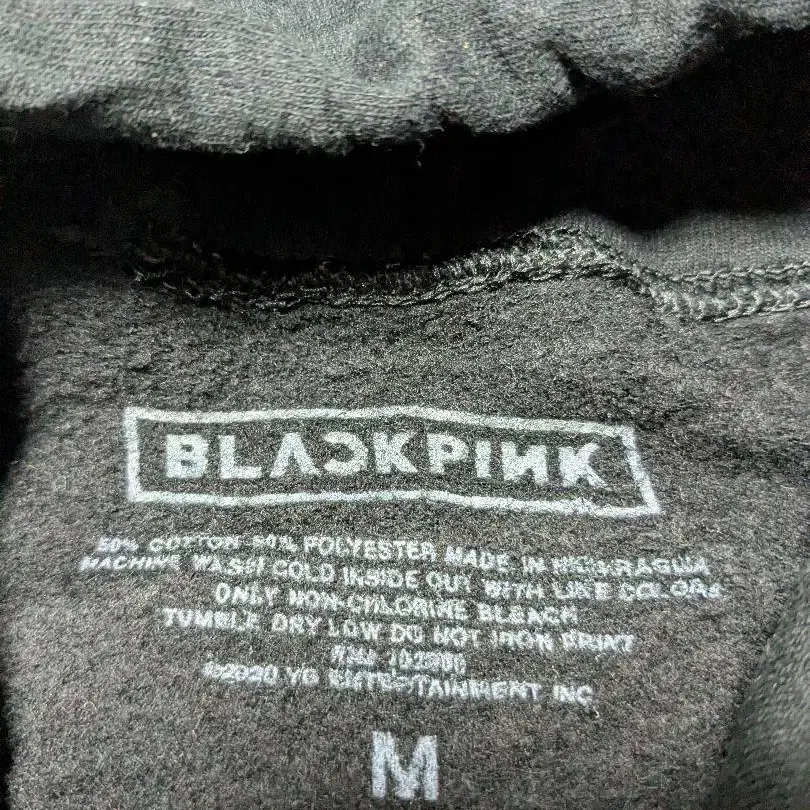 BLACKPINK
50% COTTON 50% POLYESTER MADE IN NICARAGUA
MACHINE WASH COLD INSIDE OUT WITH LIKE COLORS
ONLY NON-CHLORINE BLEACH
TUMBLE DRY LOW DO NOT IRON PRINT
©2020 YG ENTERTAINMENT INC
M